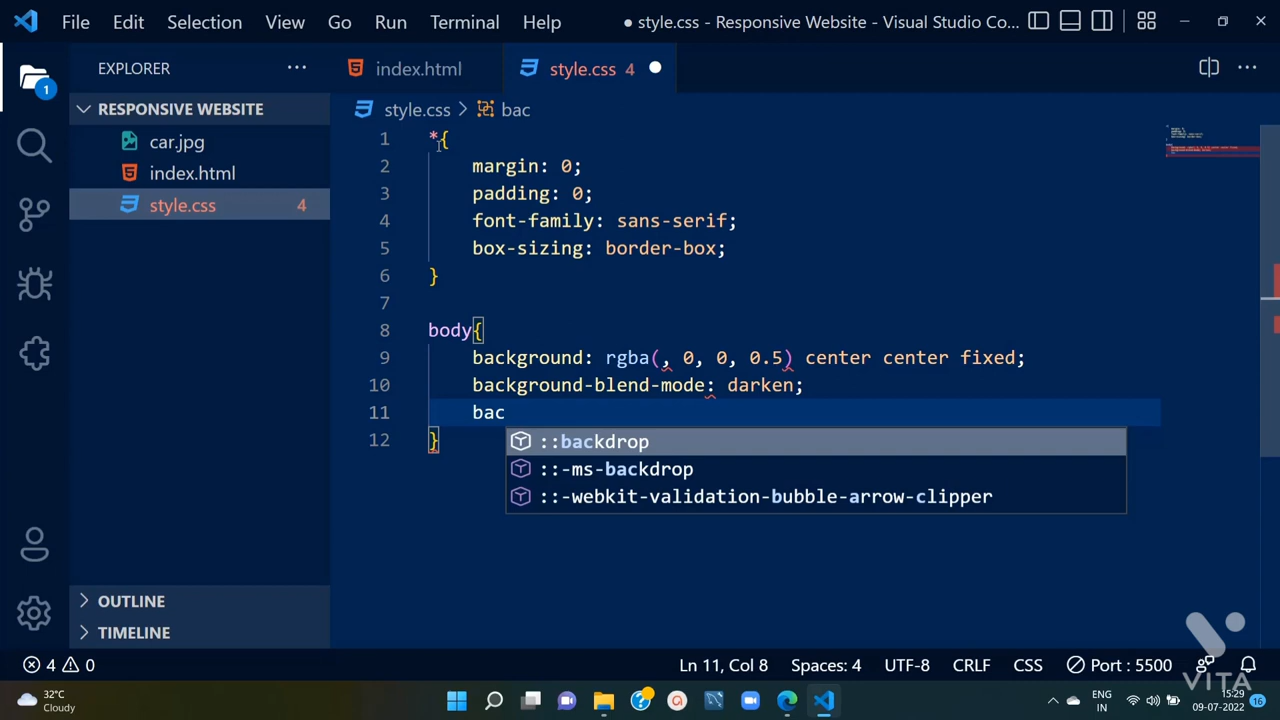 File Edit Selection View Go Run Terminal Help ● style.css - Responsive Website - Visual Studio Co...
EXPLORER
RESPONSIVE WEBSITE
car.jpg
index.html
style.css 4
OUTLINE
TIMELINE
1
index.html style.css 4
style.css > bac
1 *{
2 margin: 0;
3 padding: 0;
4 font-family: sans-serif;
5 box-sizing: border-box;
6 }
7
8 body{
9 background: rgba(, 0, 0, 0.5) center center fixed;
10 background-blend-mode: darken;
11 bac
12 }
::backdrop
::-ms-backdrop
::-webkit-validation-bubble-arrow-clipper
4 0 Ln 11, Col 8 Spaces: 4 UTF-8 CRLF CSS Port : 5500
VITA
32°C
Cloudy
ENG
IN
15:29
09-07-2022
16